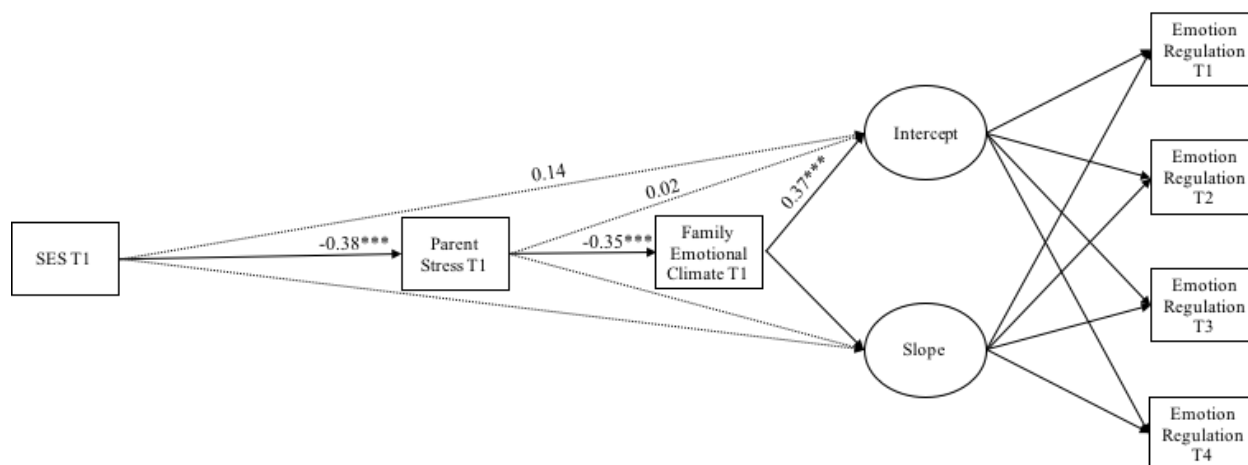 Emotion
Regulation
T1
Intercept
0.14
0.02
0.37***
Emotion
Regulation
T2
SES T1
-0.38***
Parent
Stress T1
-0.35***
Family
Emotional
Climate T1
Emotion
Regulation
T3
Slope
Emotion
Regulation
T4